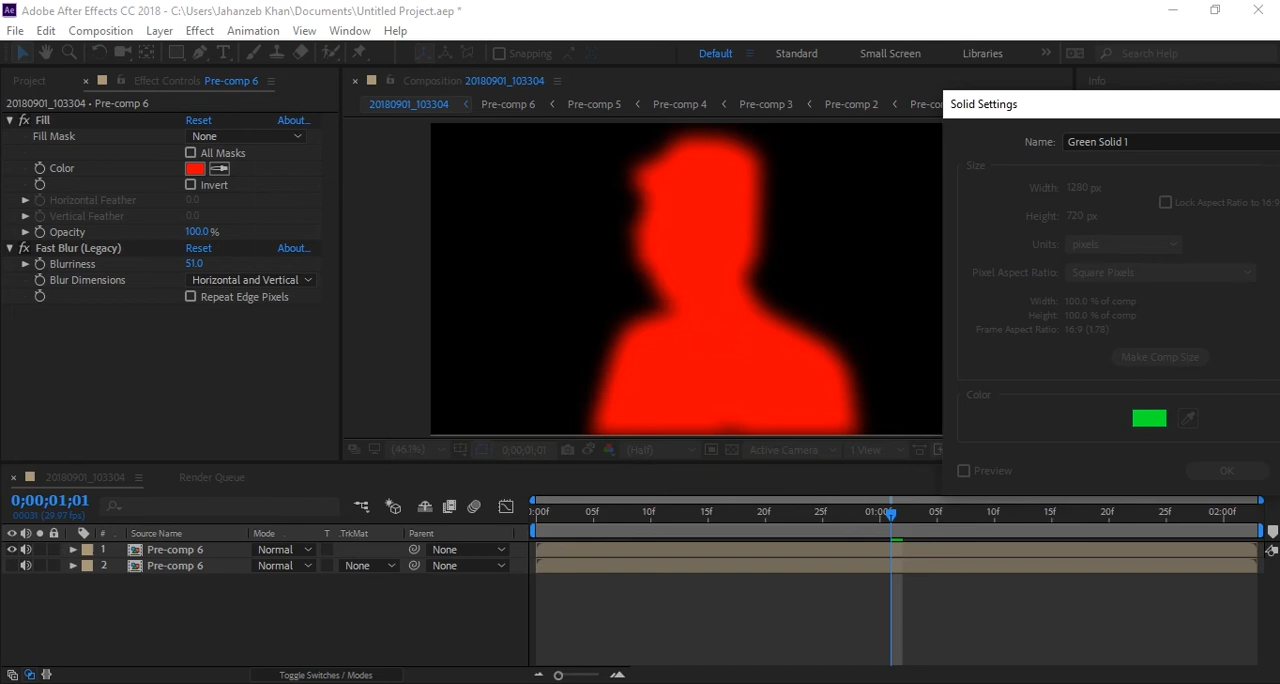 Ae Adobe After Effects CC 2018 - C:\Users\Jahanzeb Khan\Documents\Untitled Project.aep *
File Edit Composition Layer Effect Animation View Window Help
Snapping Default Standard Small Screen Libraries Search Help
Project Effect Controls Pre-comp 6 Composition 20180901_103304 Info
20180901_103304 • Pre-comp 6
20180901_103304 Pre-comp 6 Pre-comp 5 Pre-comp 4 Pre-comp 3 Pre-comp 2
Solid Settings
fx Fill Reset About...
Fill Mask None
All Masks
Color
Invert
Horizontal Feather 0.0
Vertical Feather 0.0
Opacity 100.0 %
fx Fast Blur (Legacy) Reset About...
Blurriness 51.0
Blur Dimensions Horizontal and Vertical
Repeat Edge Pixels
Name: Green Solid 1
Size
Width: 1280 px
Lock Aspect Ratio to 16:9
Height: 720 px
Units: pixels
Pixel Aspect Ratio: Square Pixels
Width: 100.0 % of comp
Height: 100.0 % of comp
Frame Aspect Ratio: 16:9 (1.78)
Make Comp Size
Color
Preview OK
(46.1%) 0;00;01;01 (Half) Active Camera 1 View
20180901_103304 Render Queue
0;00;01;01
00031 (29.97 fps)
:00f 05f 10f 15f 20f 01:00f 05f 10f 15f 20f 02:00f
# Source Name Mode T .TrkMat Parent
1 Pre-comp 6 Normal None
2 Pre-comp 6 Normal None None
Toggle Switches / Modes